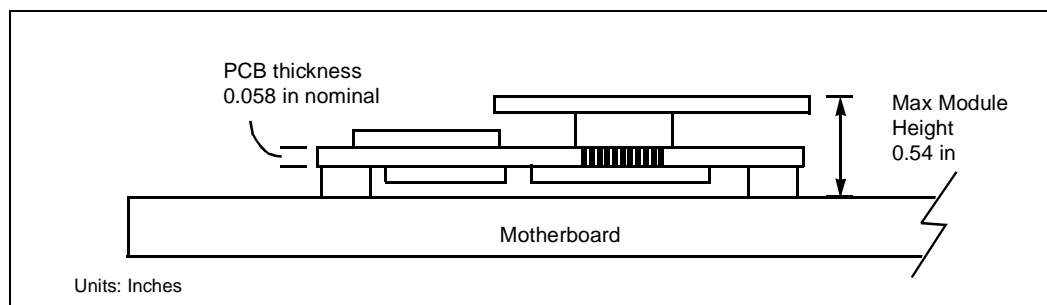 PCB thickness
0.058 in nominal
Max Module
Height
0.54 in
Motherboard
Units: Inches